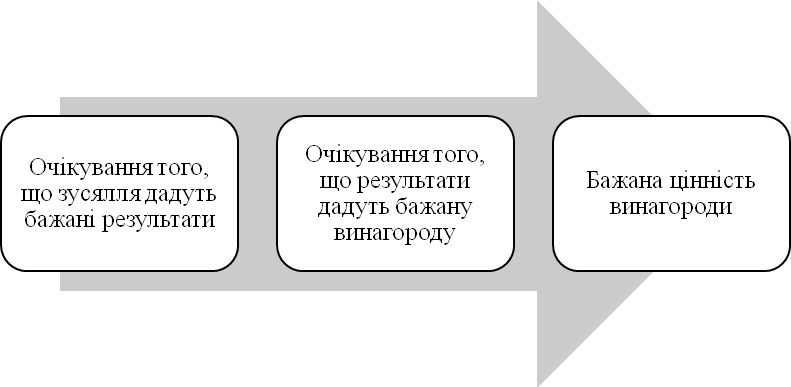 Очікування того,
що зусялля дадуть
бажані результати
Очікування того,
що результати
дадуть бажану
винагороду
Бажана цінність
винагороди